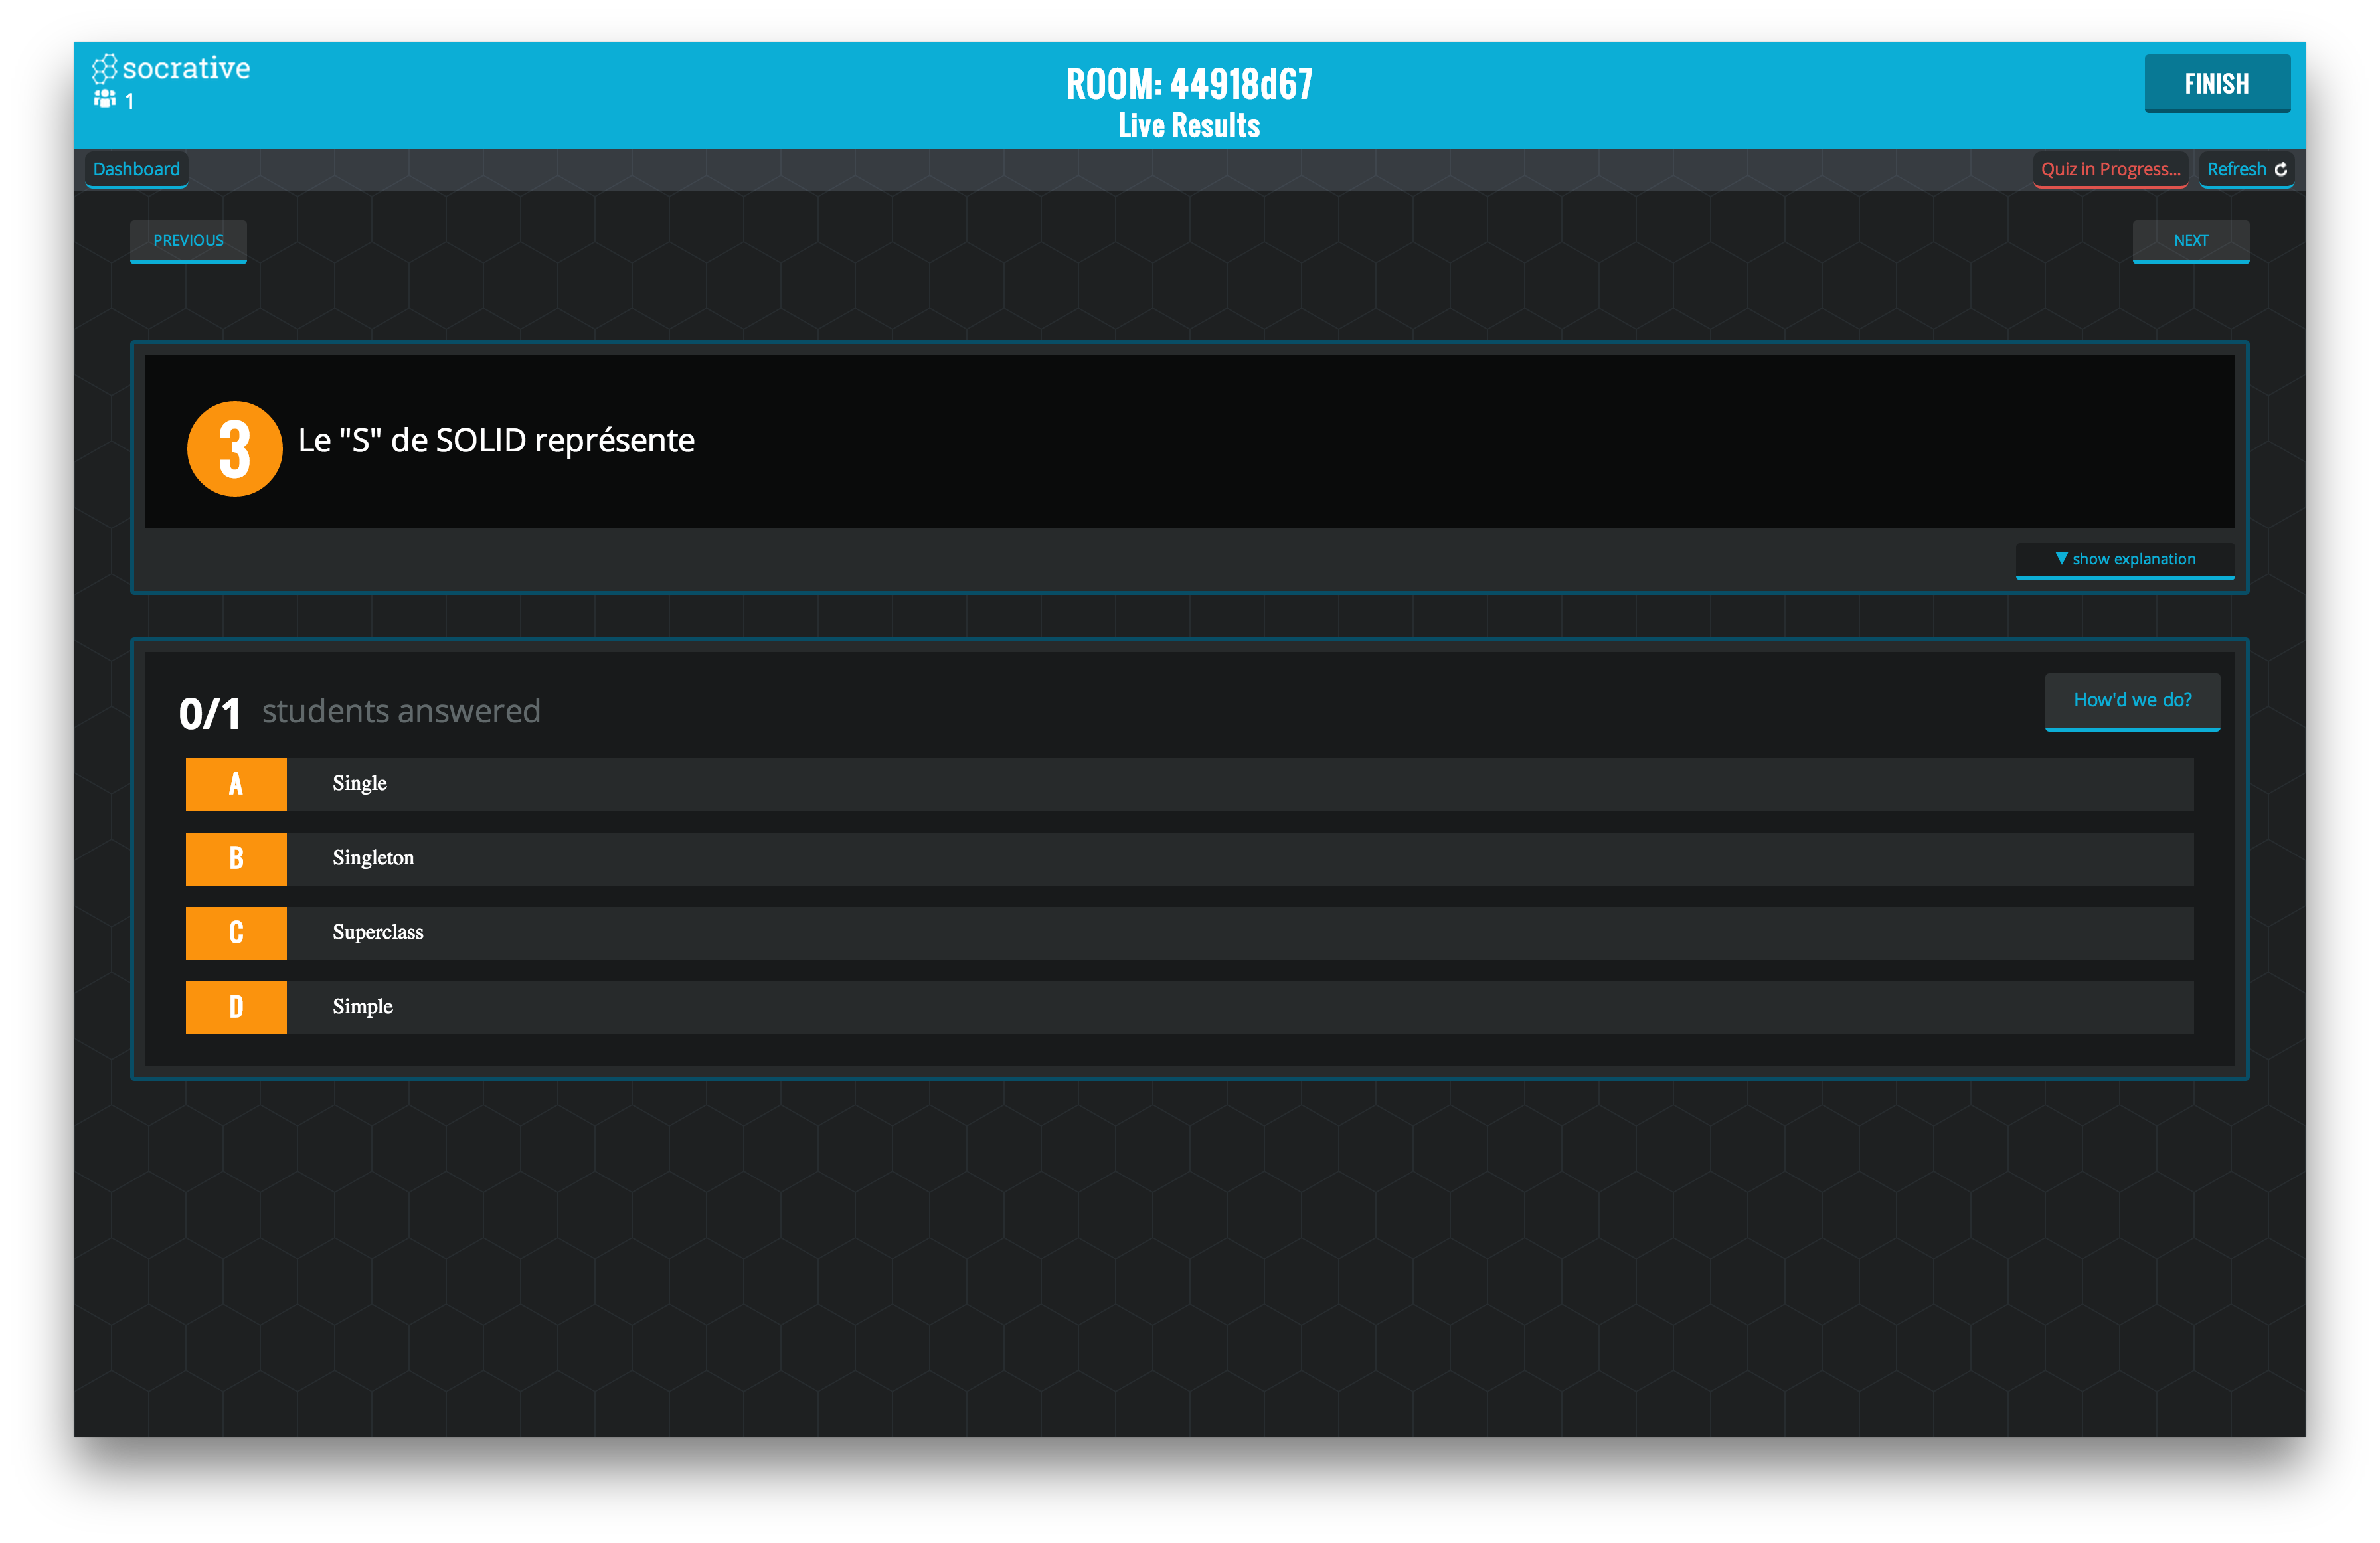 socrative
1
ROOM: 44918d67
Live Results
FINISH
Dashboard
Quiz in Progress...
Refresh
PREVIOUS
NEXT
3
Le "S" de SOLID représente
show explanation
0/1 students answered
How'd we do?
A Single
B Singleton
C Superclass
D Simple